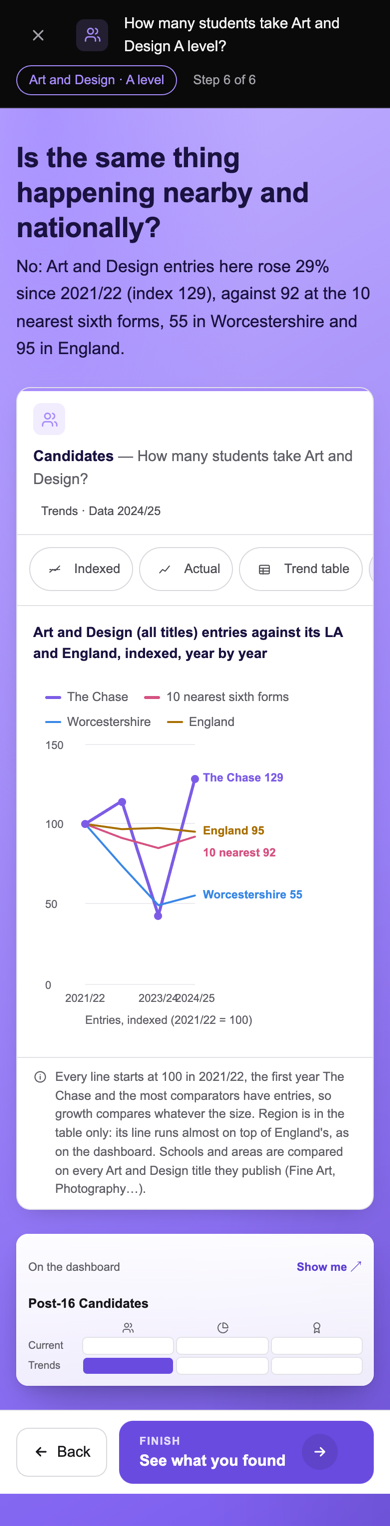 How many students take Art and
Design A level?
Art and Design · A level
Step 6 of 6
Is the same thing
happening nearby and
nationally?
No: Art and Design entries here rose 29%
since 2021/22 (index 129), against 92 at the 10
nearest sixth forms, 55 in Worcestershire and
95 in England.
Candidates — How many students take Art and
Design?
Trends · Data 2024/25
Indexed
Actual
Trend table
Art and Design (all titles) entries against its LA
and England, indexed, year by year
The Chase
10 nearest sixth forms
Worcestershire
England
150
100
50
0
The Chase 129
England 95
10 nearest 92
Worcestershire 55
2021/22
2023/24
2024/25
Entries, indexed (2021/22 = 100)
Every line starts at 100 in 2021/22, the first year The
Chase and the most comparators have entries, so
growth compares whatever the size. Region is in the
table only: its line runs almost on top of England's, as
on the dashboard. Schools and areas are compared
on every Art and Design title they publish (Fine Art,
Photography…).
On the dashboard
Show me
Post-16 Candidates
Current
Trends
Back
FINISH
See what you found